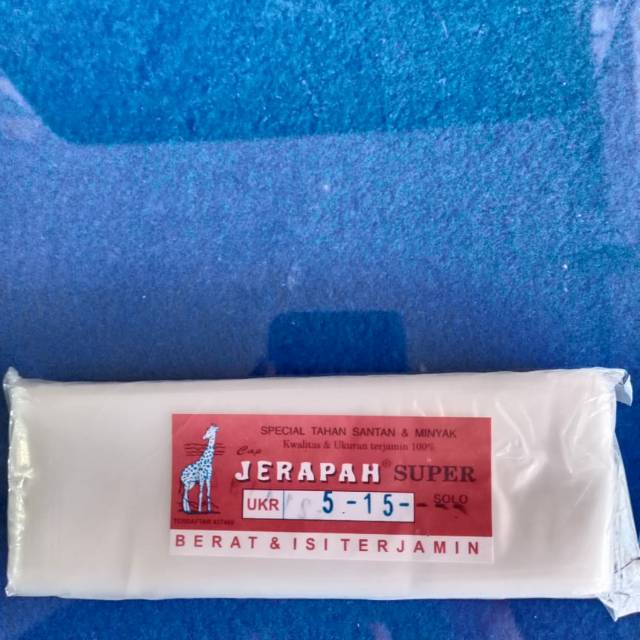 SPECIAL TAHAN SANTAN & MINYAK
Kwalitas & Ukuran terjamin 100%
Cap
JERAPAH® SUPER
UKR 5 - 15 -
SOLO
BERAT & ISI TERJAMIN